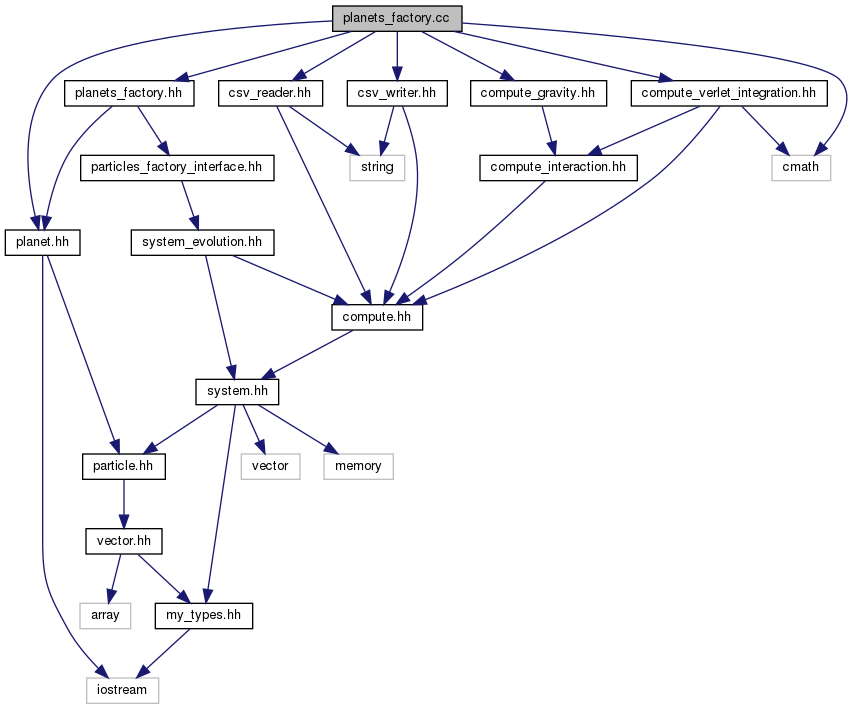 planets_factory.cc
planets_factory.hh
csv_reader.hh
csv_writer.hh
compute_gravity.hh
compute_verlet_integration.hh
particles_factory_interface.hh
string
compute_interaction.hh
cmath
planet.hh
system_evolution.hh
compute.hh
system.hh
particle.hh
vector
memory
vector.hh
array
my_types.hh
iostream